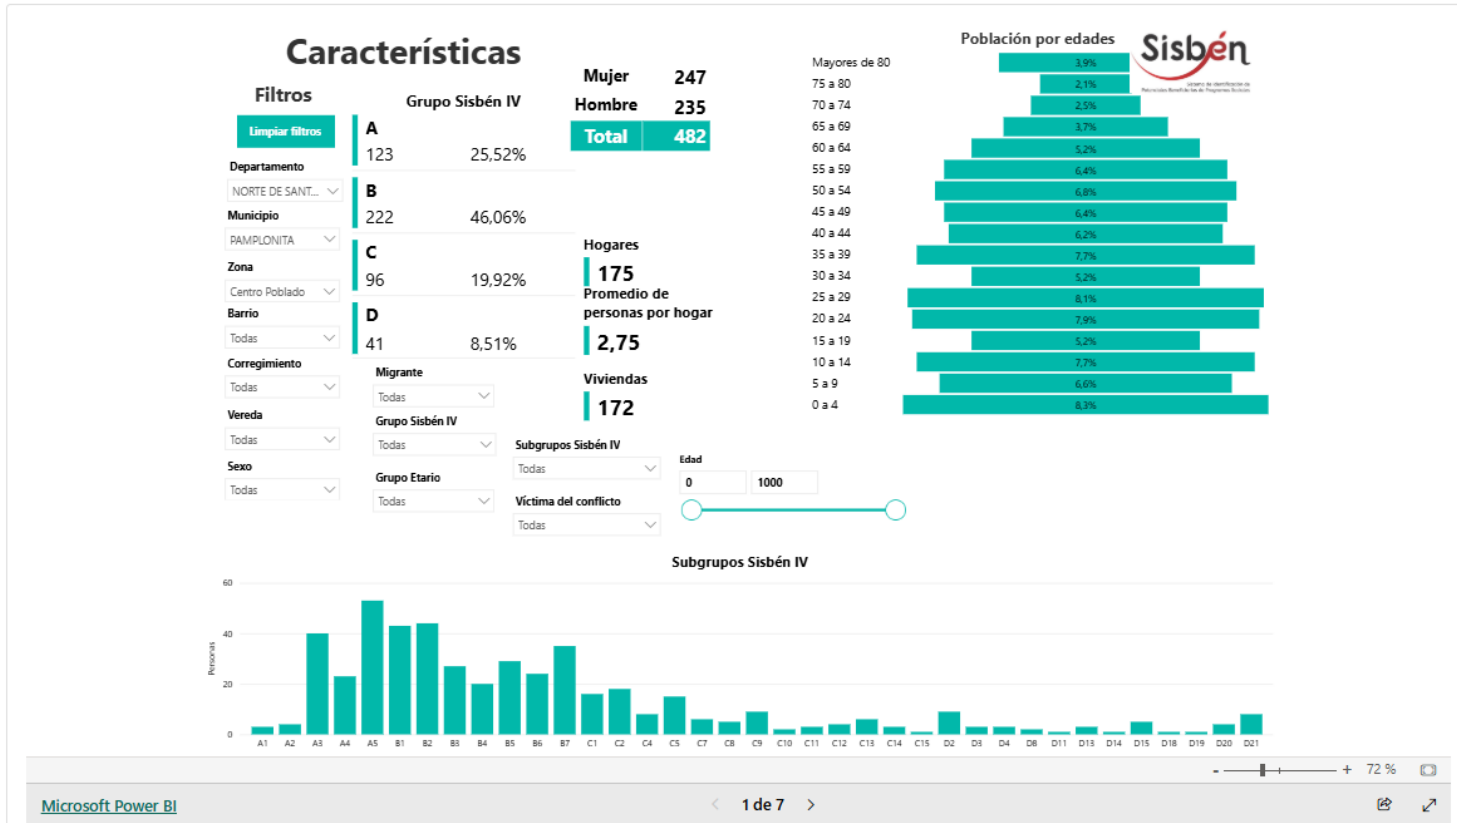 Características
Filtros
Limpiar filtros
Departamento
NORTE DE SANT...
Municipio
PAMPLONITA
Zona
Centro Poblado
Barrio
Todas
Corregimiento
Todas
Vereda
Todas
Sexo
Todas
Grupo Sisbén IV
A
123 25,52%
B
222 46,06%
C
96 19,92%
D
41 8,51%
Migrante
Todas
Grupo Sisbén IV
Todas
Grupo Etario
Todas
Mujer 247
Hombre 235
Total 482
Hogares
175
Promedio de
personas por hogar
2,75
Viviendas
172
Subgrupos Sisbén IV
Todas
Víctima del conflicto
Todas
Edad
0 1000
Población por edades
Sisbén
Sistema de Identificación de
Potenciales Beneficiarios de Programas Sociales
Mayores de 80 3,9%
75 a 80 2,1%
70 a 74 2,5%
65 a 69 3,7%
60 a 64 5,2%
55 a 59 6,4%
50 a 54 6,8%
45 a 49 6,4%
40 a 44 6,2%
35 a 39 7,7%
30 a 34 5,2%
25 a 29 8,1%
20 a 24 7,9%
15 a 19 5,2%
10 a 14 7,7%
5 a 9 6,6%
0 a 4 8,3%
Subgrupos Sisbén IV
Personas
60
40
20
0
A1 A2 A3 A4 A5 B1 B2 B3 B4 B5 B6 B7 C1 C2 C4 C5 C7 C8 C9 C10 C11 C12 C13 C14 C15 D2 D3 D4 D8 D11 D13 D14 D15 D18 D19 D20 D21
- + 72 %
Microsoft Power BI
1 de 7